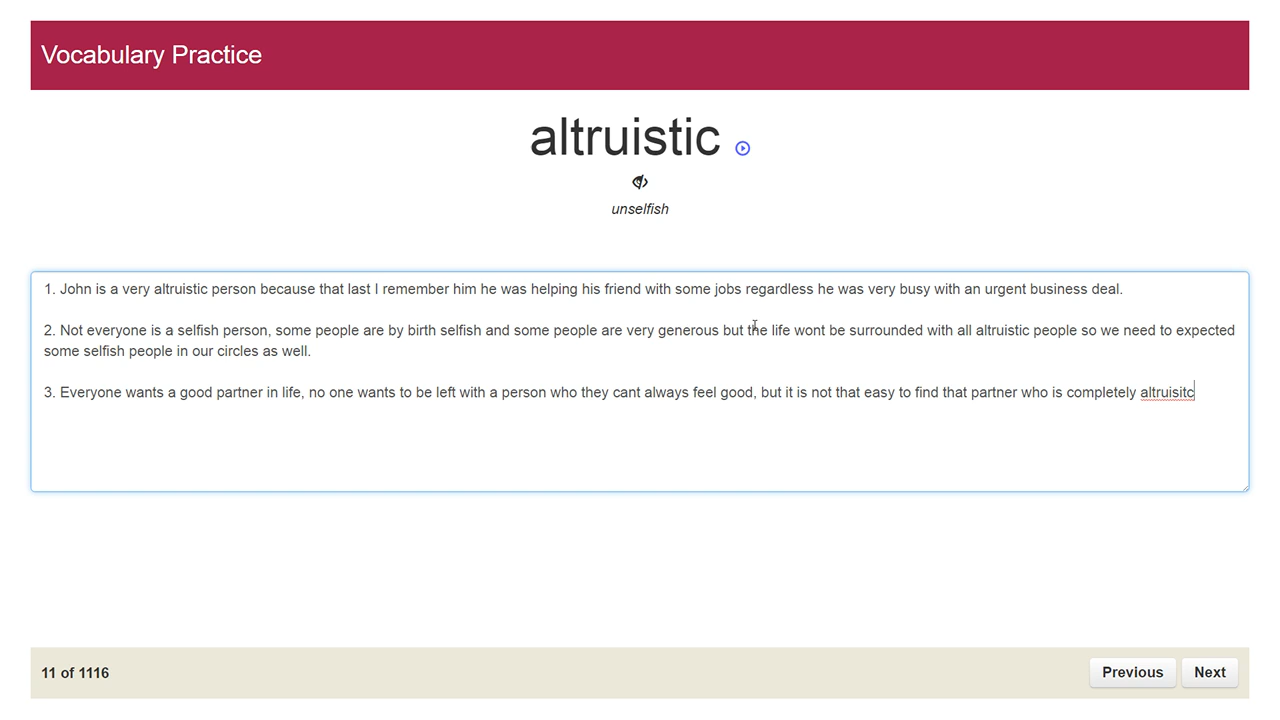 Vocabulary Practice
altruistic
unselfish
1. John is a very altruistic person because that last I remember him he was helping his friend with some jobs regardless he was very busy with an urgent business deal.
2. Not everyone is a selfish person, some people are by birth selfish and some people are very generous but the life wont be surrounded with all altruistic people so we need to expected
some selfish people in our circles as well.
3. Everyone wants a good partner in life, no one wants to be left with a person who they cant always feel good, but it is not that easy to find that partner who is completely altruisitc
11 of 1116
Previous
Next